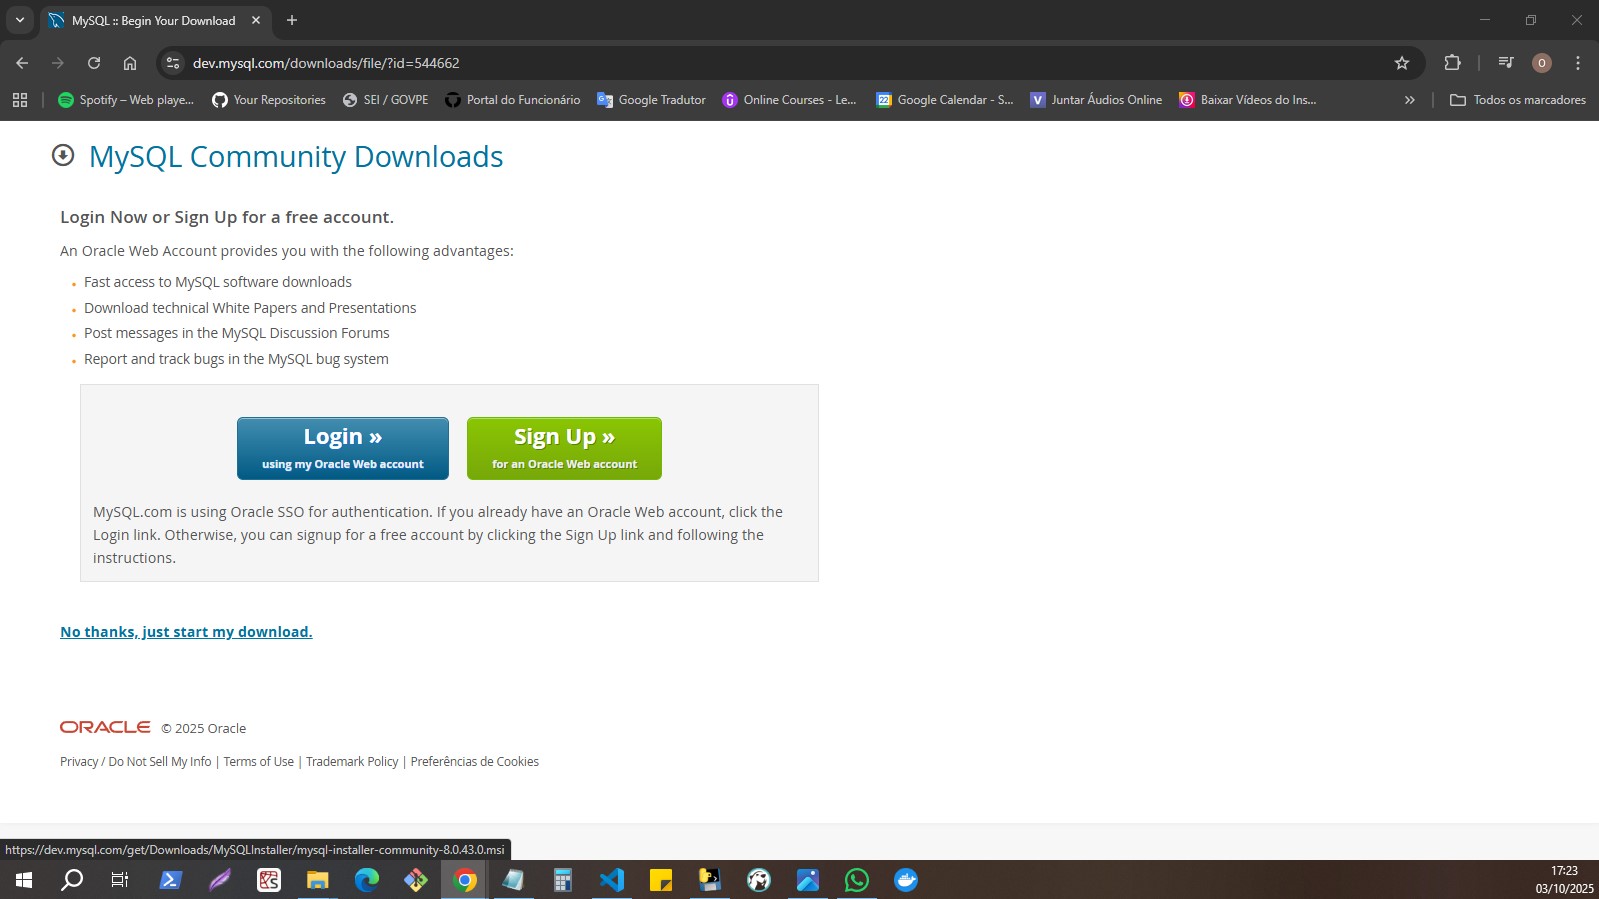 MySQL :: Begin Your Download
dev.mysql.com/downloads/file/?id=544662
O
Spotify – Web playe...
Your Repositories
SEI / GOVPE
Portal do Funcionário
Google Tradutor
Online Courses - Le...
Google Calendar - S...
Juntar Áudios Online
Baixar Vídeos do Ins...
Todos os marcadores
MySQL Community Downloads
Login Now or Sign Up for a free account.
An Oracle Web Account provides you with the following advantages:
Fast access to MySQL software downloads
Download technical White Papers and Presentations
Post messages in the MySQL Discussion Forums
Report and track bugs in the MySQL bug system
Login »
using my Oracle Web account
Sign Up »
for an Oracle Web account
MySQL.com is using Oracle SSO for authentication. If you already have an Oracle Web account, click the
Login link. Otherwise, you can signup for a free account by clicking the Sign Up link and following the
instructions.
No thanks, just start my download.
ORACLE © 2025 Oracle
Privacy / Do Not Sell My Info | Terms of Use | Trademark Policy | Preferências de Cookies
https://dev.mysql.com/get/Downloads/MySQLInstaller/mysql-installer-community-8.0.43.0.msi
17:23
03/10/2025